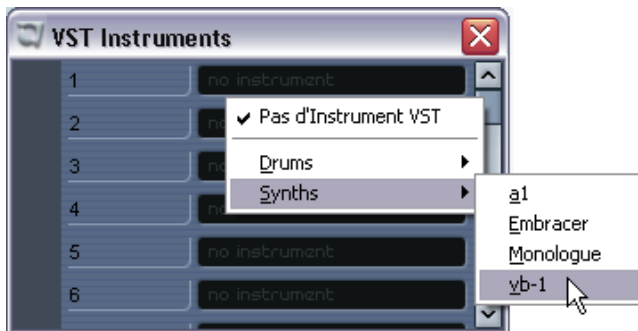 VST Instruments
1 no instrument
2
✓ Pas d'Instrument VST
3
Drums
4
Synths
a1
5 no instrument
Embracer
Monologue
6 no instrument
vb-1